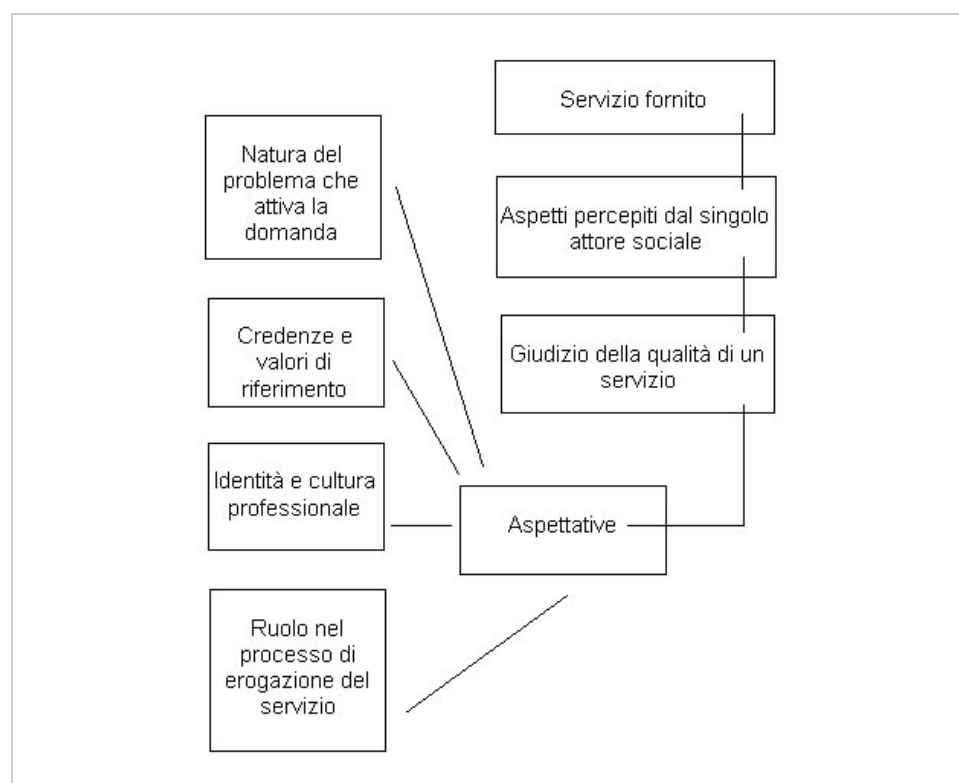 Servizio fornito
Natura del
problema che
attiva la
domanda
Aspetti percepiti dal singolo
attore sociale
Credenze e
valori di
riferimento
Giudizio della qualità di un
servizio
Identità e cultura
professionale
Aspettative
Ruolo nel
processo di
erogazione del
servizio